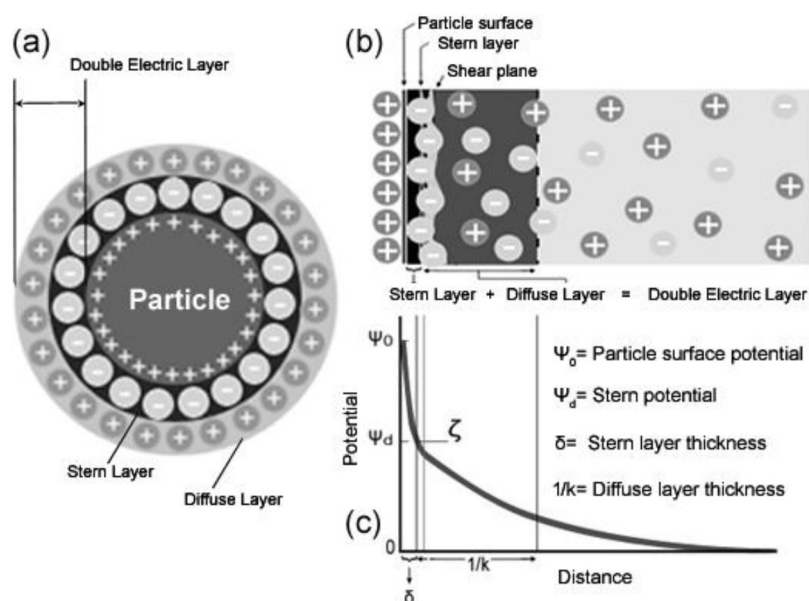 (a)
Double Electric Layer
Particle
Stern Layer
Diffuse Layer
(b)
Particle surface
Stern layer
Shear plane
Stern Layer + Diffuse Layer = Double Electric Layer
(c)
Potential
Ψo
Ψd
0
ζ
Ψo= Particle surface potential
Ψd= Stern potential
δ= Stern layer thickness
1/k= Diffuse layer thickness
1/k
δ
Distance